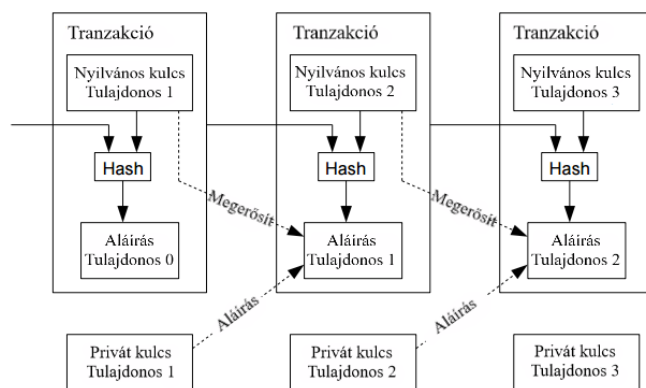 Tranzakció
Tranzakció
Tranzakció
Nyilvános kulcs
Tulajdonos 1
Nyilvános kulcs
Tulajdonos 2
Nyilvános kulcs
Tulajdonos 3
Hash
Hash
Hash
Megerősít
Megerősít
Aláírás
Tulajdonos 0
Aláírás
Tulajdonos 1
Aláírás
Tulajdonos 2
Aláírás
Aláírás
Privát kulcs
Tulajdonos 1
Privát kulcs
Tulajdonos 2
Privát kulcs
Tulajdonos 3